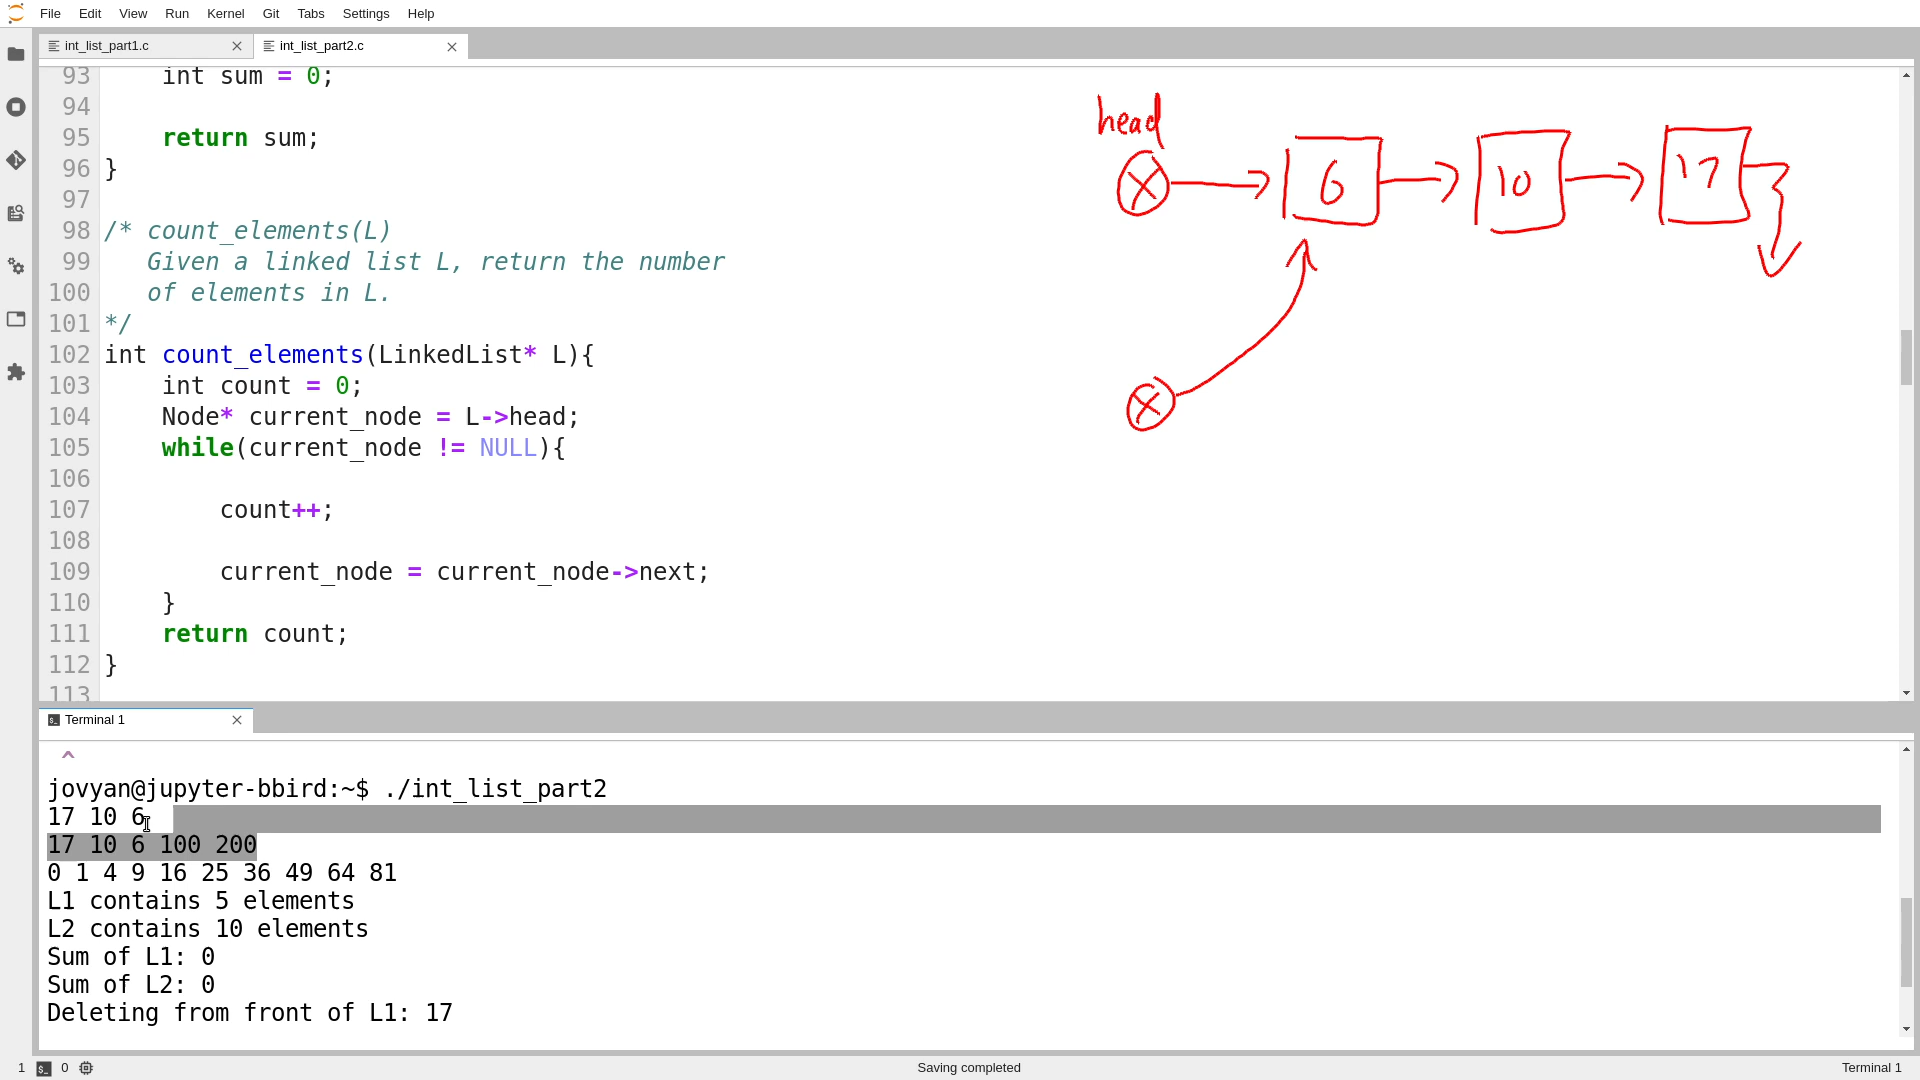 File Edit View Run Kernel Git Tabs Settings Help
int_list_part1.c
int_list_part2.c
93     int sum = 0;
94
95     return sum;
96 }
97
98 /* count_elements(L)
99    Given a linked list L, return the number
100    of elements in L.
101 */
102 int count_elements(LinkedList* L){
103     int count = 0;
104     Node* current_node = L->head;
105     while(current_node != NULL){
106
107         count++;
108
109         current_node = current_node->next;
110     }
111     return count;
112 }
113
head
6 10 17
Terminal 1
^
jovyan@jupyter-bbird:~$ ./int_list_part2
17 10 6
17 10 6 100 200
0 1 4 9 16 25 36 49 64 81
L1 contains 5 elements
L2 contains 10 elements
Sum of L1: 0
Sum of L2: 0
Deleting from front of L1: 17
1 $_ 0 Saving completed Terminal 1